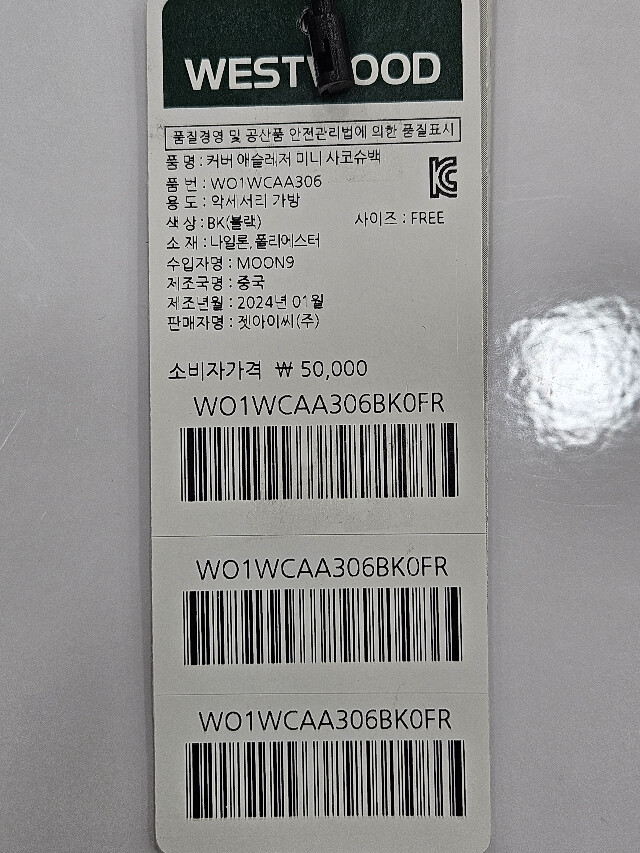 WESTWOOD
품질경영 및 공산품 안전관리법에 의한 품질표시
품 명 : 커버 애슬레저 미니 사코슈백
품 번 : WO1WCAA306
용 도 : 악세서리 가방
색 상 : BK(블랙) 사이즈 : FREE
소 재 : 나일론,폴리에스터
수입자명 : MOON9
제조국명 : 중국
제조년월 : 2024년 01월
판매자명 : 젯아이씨(주)
소비자가격 ₩ 50,000
WO1WCAA306BK0FR
WO1WCAA306BK0FR
WO1WCAA306BK0FR